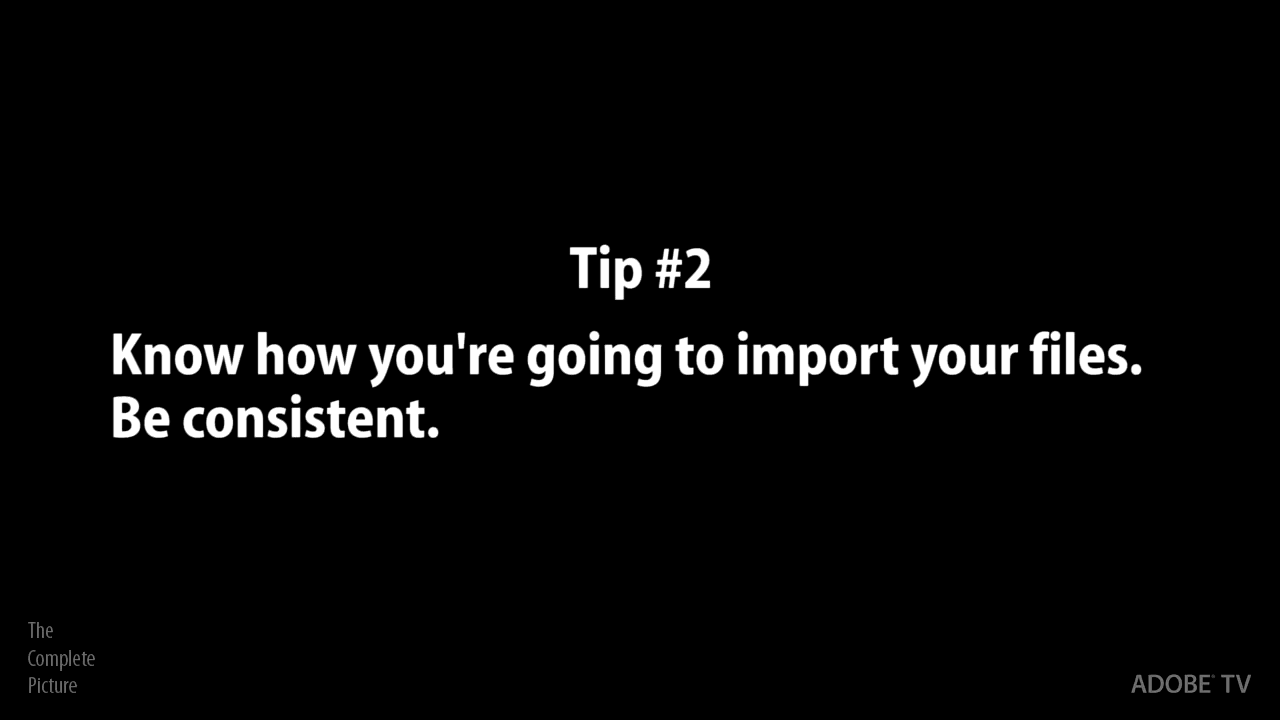 Tip #2
Know how you're going to import your files.
Be consistent.
The
Complete
Picture
ADOBE® TV